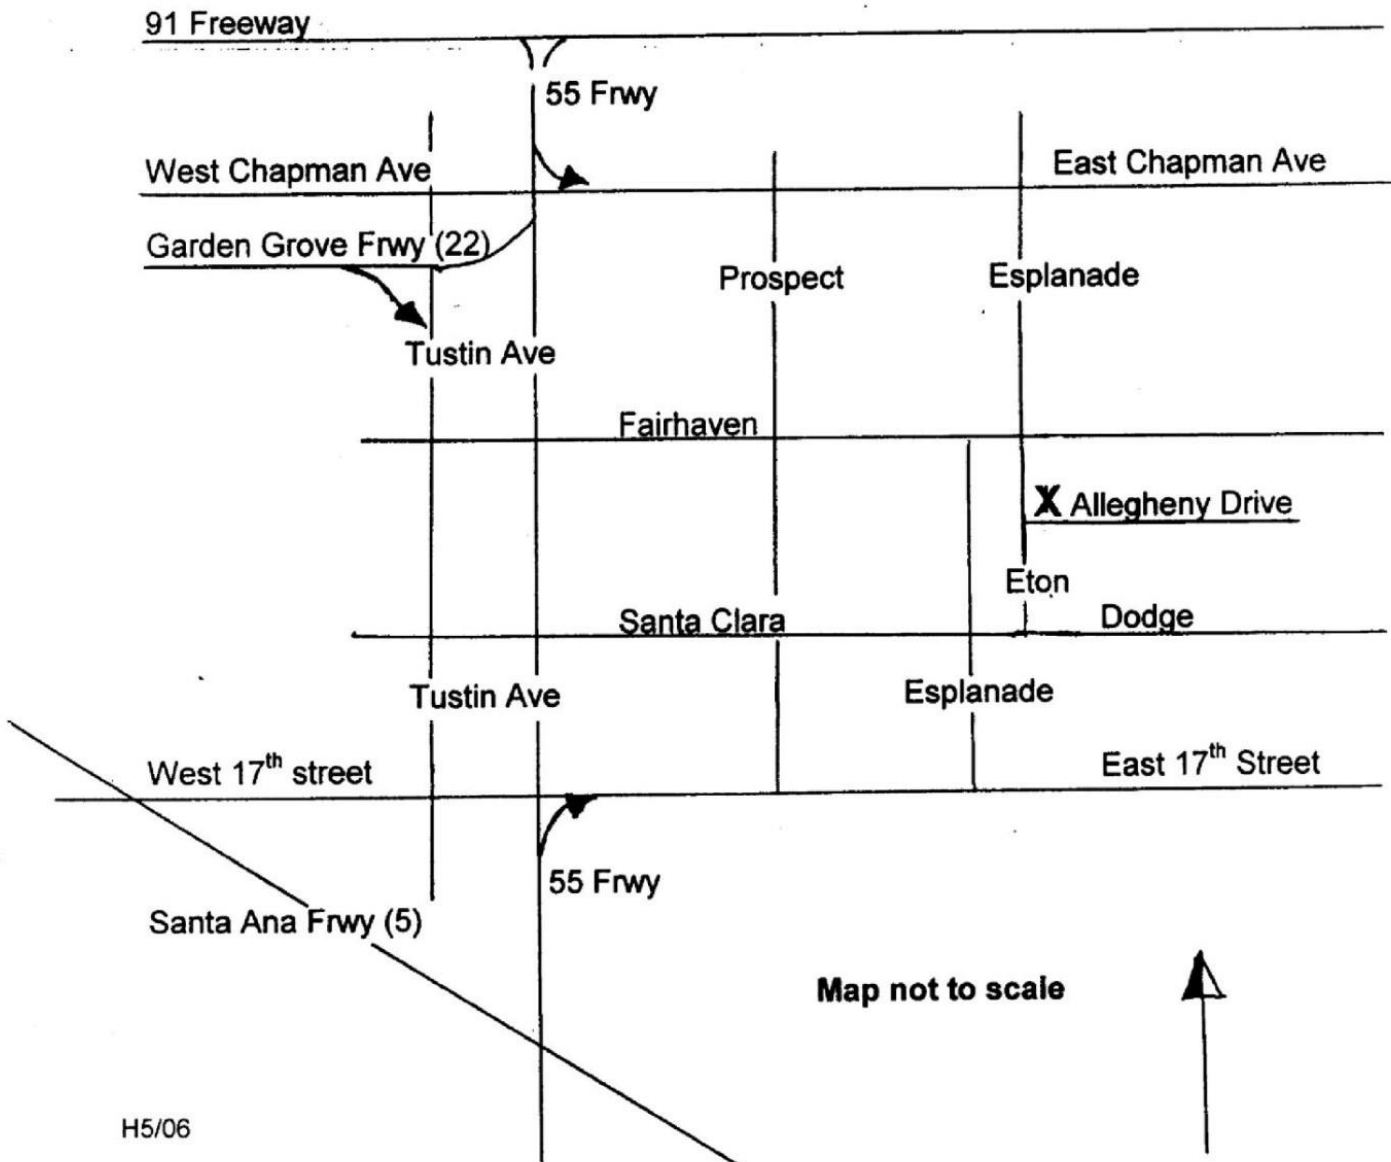 91 Freeway
55 Frwy
West Chapman Ave
East Chapman Ave
Garden Grove Frwy (22)
Prospect
Esplanade
Tustin Ave
Fairhaven
X Allegheny Drive
Eton
Santa Clara
Dodge
Tustin Ave
Esplanade
West 17th street
East 17th Street
55 Frwy
Santa Ana Frwy (5)
Map not to scale
H5/06